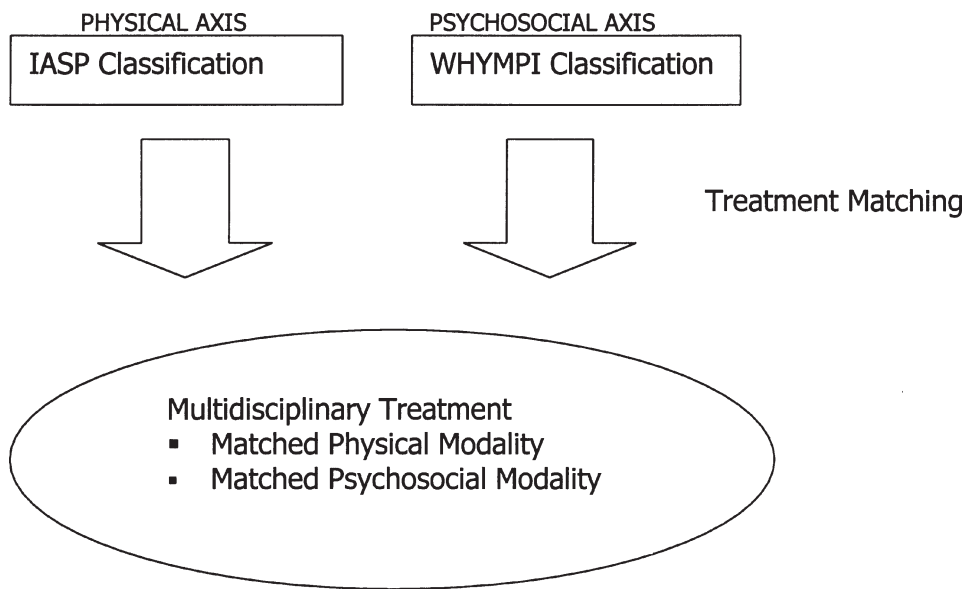 PHYSICAL AXIS
PSYCHOSOCIAL AXIS
IASP Classification
WHYMPI Classification
Treatment Matching
Multidisciplinary Treatment
▪ Matched Physical Modality
▪ Matched Psychosocial Modality